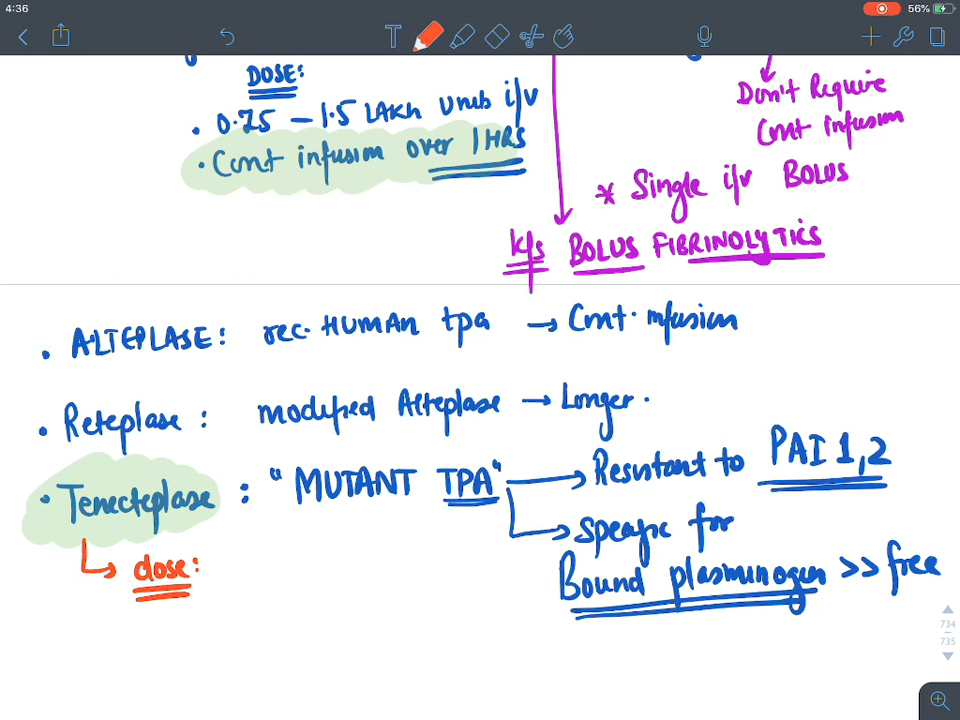 4:36
56%
T
DOSE:
• 0.75 – 1.5 LAKH Units i/v
• Cont infusion over 1 HRS
Don't Require
Cont infusion
* Single i/v BOLUS
K/s BOLUS FIBRINOLYTICS
• ALTEPLASE: rec. HUMAN tpa → Cont. infusion
• Reteplase: modified Alteplase → Longer.
• Tenecteplase: "MUTANT TPA" → Resistant to PAI 1,2
→ Specific for
Bound plasminogen >> free
↳ dose:
734
735